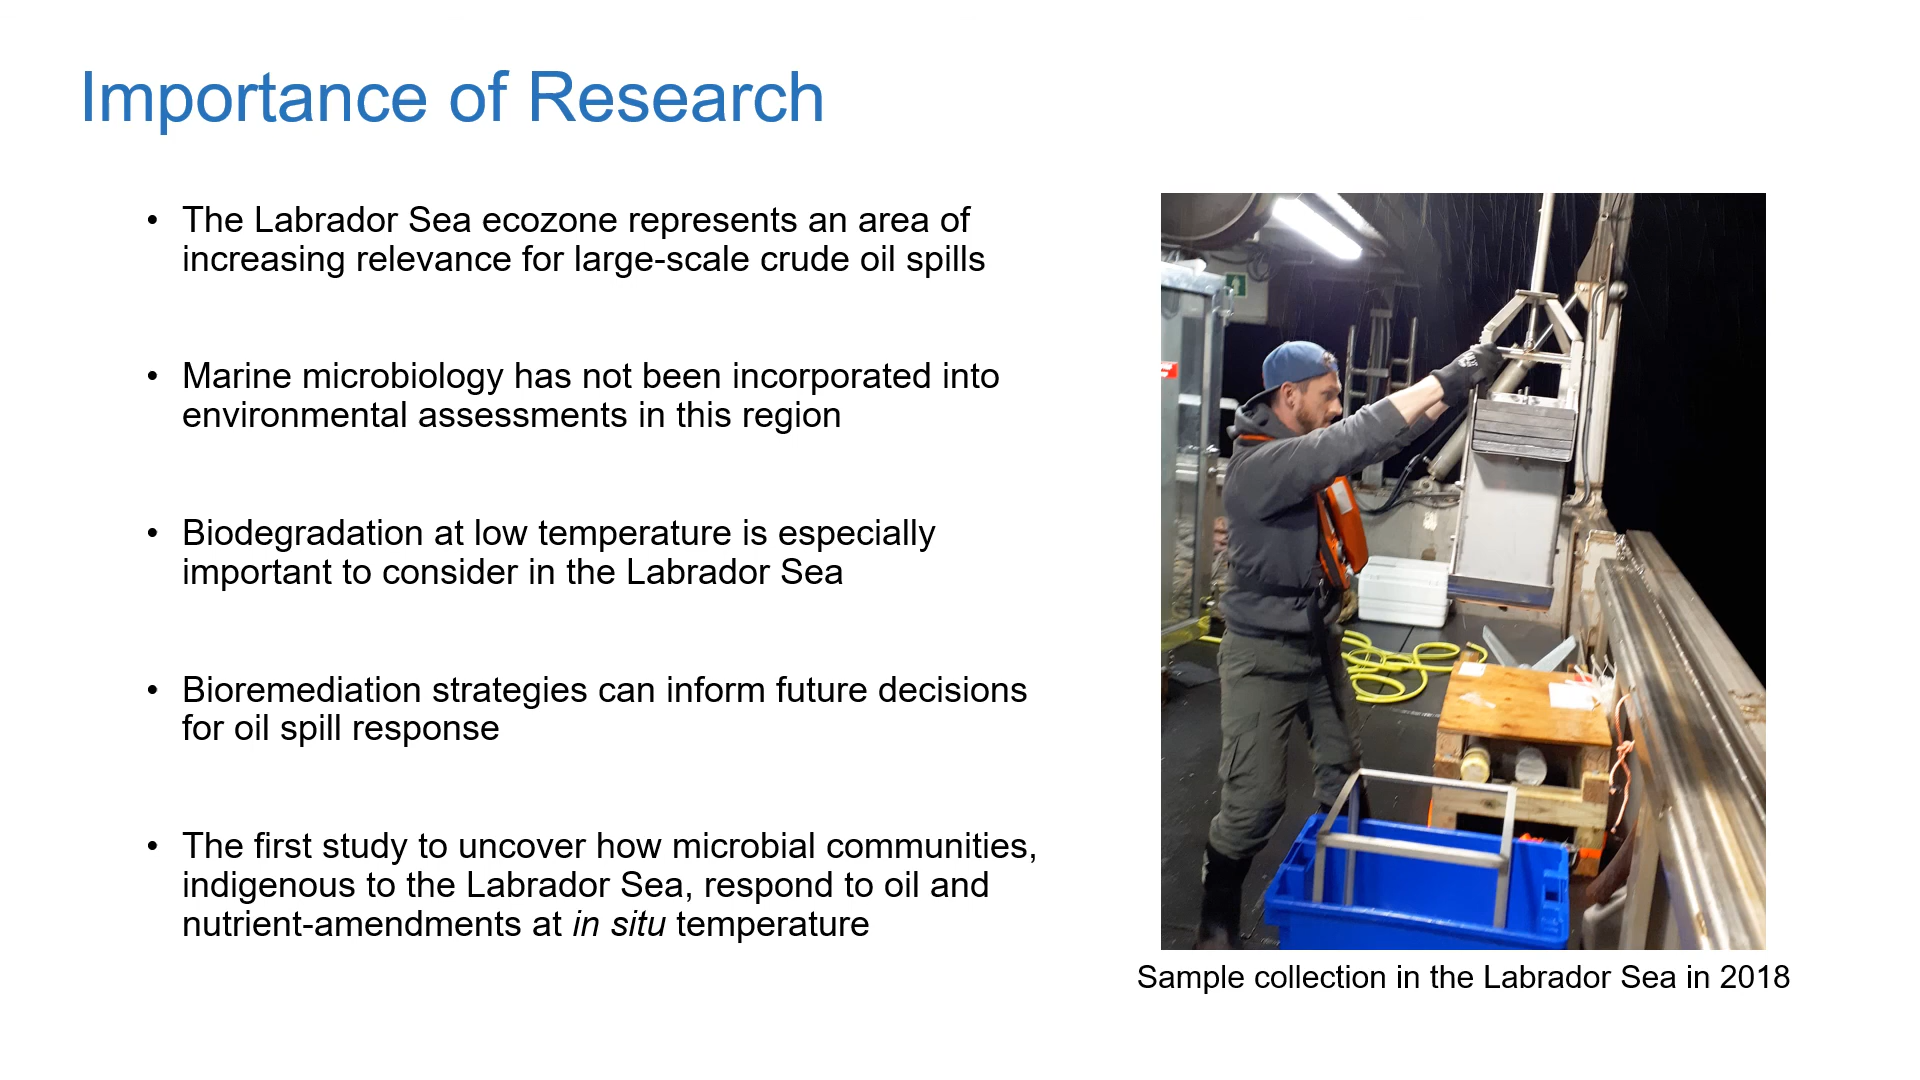 Importance of Research
• The Labrador Sea ecozone represents an area of
increasing relevance for large-scale crude oil spills
• Marine microbiology has not been incorporated into
environmental assessments in this region
• Biodegradation at low temperature is especially
important to consider in the Labrador Sea
• Bioremediation strategies can inform future decisions
for oil spill response
• The first study to uncover how microbial communities,
indigenous to the Labrador Sea, respond to oil and
nutrient-amendments at in situ temperature
Sample collection in the Labrador Sea in 2018